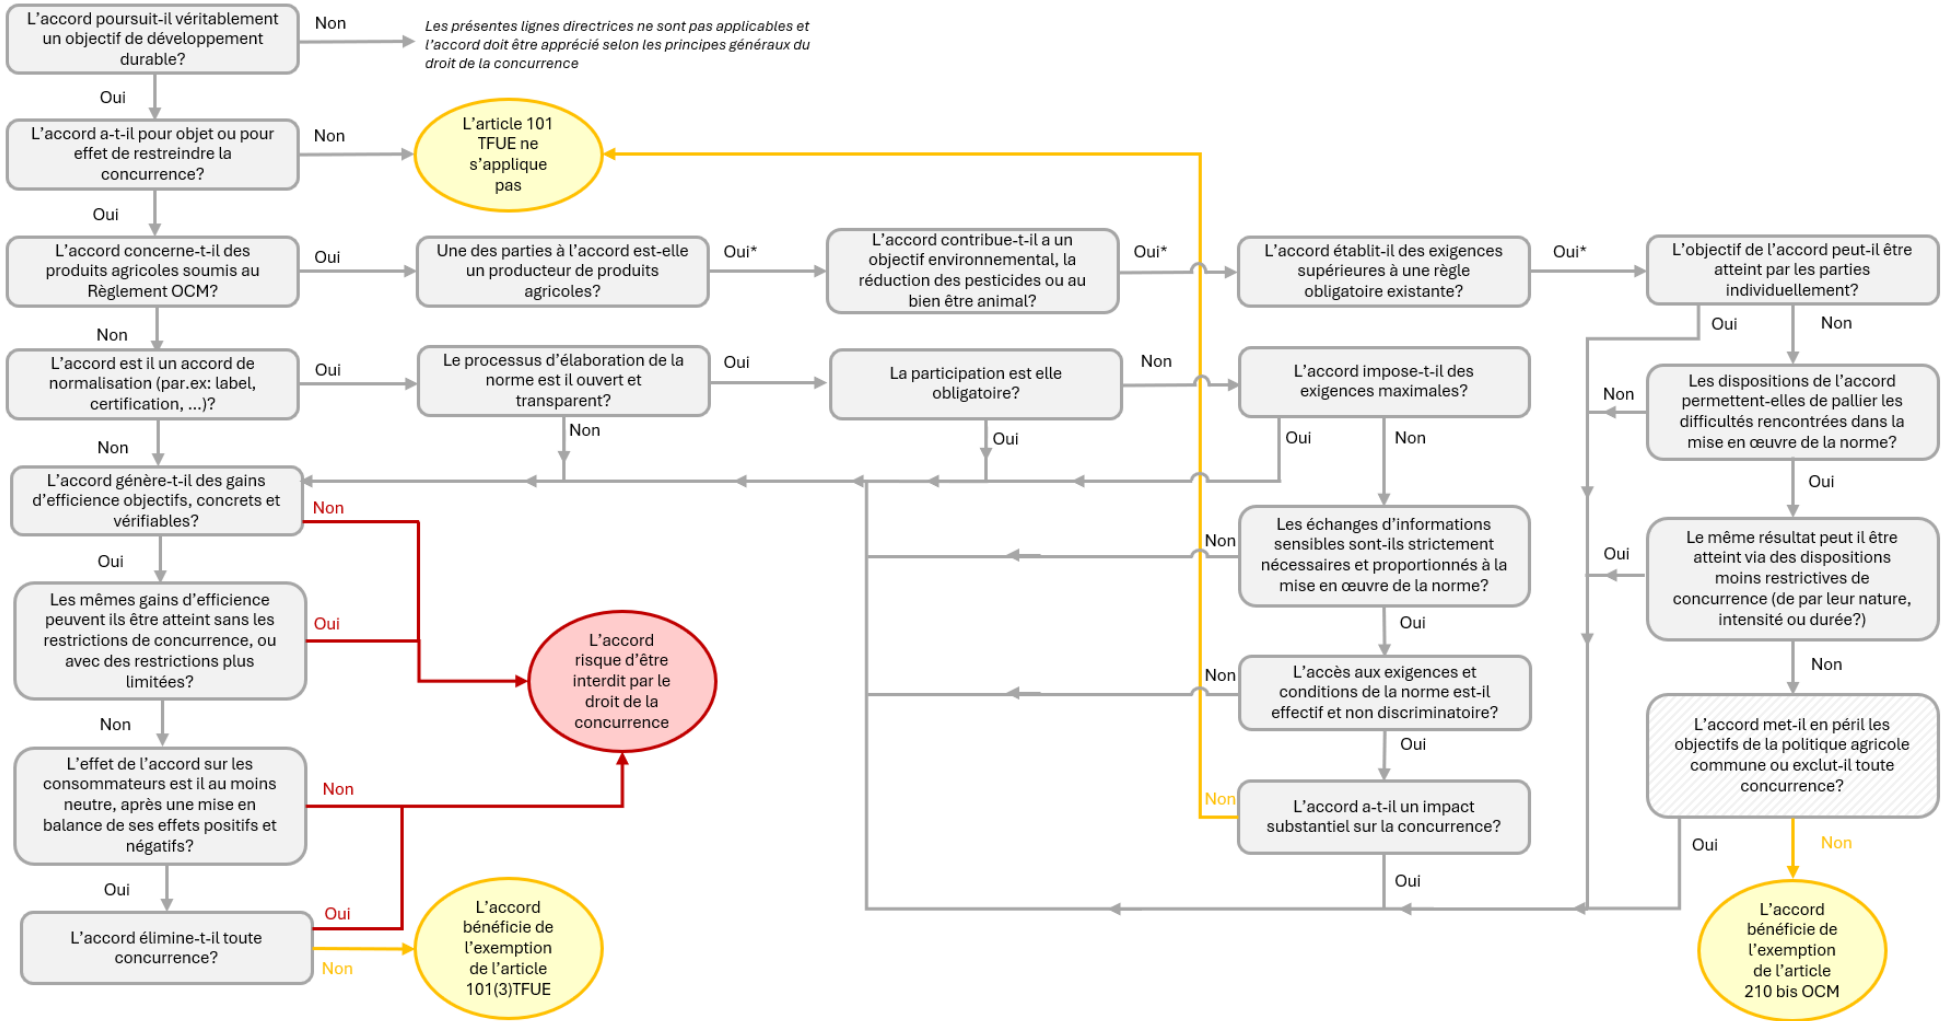 L'accord poursuit-il véritablement
un objectif de développement
durable?
Non
Les présentes lignes directrices ne sont pas applicables et
l'accord doit être apprécié selon les principes généraux du
droit de la concurrence
Oui
L'accord a-t-il pour objet ou pour
effet de restreindre la
concurrence?
Non
L'article 101
TFUE ne
s'applique
pas
Oui
L'accord concerne-t-il des
produits agricoles soumis au
Règlement OCM?
Oui
Une des parties à l'accord est-elle
un producteur de produits
agricoles?
Oui*
L'accord contribue-t-il a un
objectif environnemental, la
réduction des pesticides ou au
bien être animal?
Oui*
L'accord établit-il des exigences
supérieures à une règle
obligatoire existante?
Oui*
L'objectif de l'accord peut-il être
atteint par les parties
individuellement?
Oui
Non
Non
L'accord est il un accord de
normalisation (par.ex: label,
certification, ...)?
Oui
Le processus d'élaboration de la
norme est il ouvert et
transparent?
Oui
La participation est elle
obligatoire?
Non
L'accord impose-t-il des
exigences maximales?
Non
Les dispositions de l'accord
permettent-elles de pallier les
difficultés rencontrées dans la
mise en œuvre de la norme?
Non
Non
Oui
Oui
Non
Oui
L'accord génère-t-il des gains
d'efficience objectifs, concrets et
vérifiables?
Non
Les échanges d'informations
sensibles sont-ils strictement
nécessaires et proportionnés à la
mise en œuvre de la norme?
Non
Oui
Le même résultat peut il être
atteint via des dispositions
moins restrictives de
concurrence (de par leur nature,
intensité ou durée?)
Oui
Les mêmes gains d'efficience
peuvent ils être atteint sans les
restrictions de concurrence, ou
avec des restrictions plus
limitées?
Oui
L'accord
risque d'être
interdit par le
droit de la
concurrence
Oui
Non
L'accès aux exigences et
conditions de la norme est-il
effectif et non discriminatoire?
Non
Non
L'accord met-il en péril les
objectifs de la politique agricole
commune ou exclut-il toute
concurrence?
Oui
L'effet de l'accord sur les
consommateurs est il au moins
neutre, après une mise en
balance de ses effets positifs et
négatifs?
Non
Non
L'accord a-t-il un impact
substantiel sur la concurrence?
Oui
Non
Oui
Oui
L'accord élimine-t-il toute
concurrence?
Oui
Non
L'accord
bénéficie de
l'exemption
de l'article
101(3)TFUE
L'accord
bénéficie de
l'exemption
de l'article
210 bis OCM